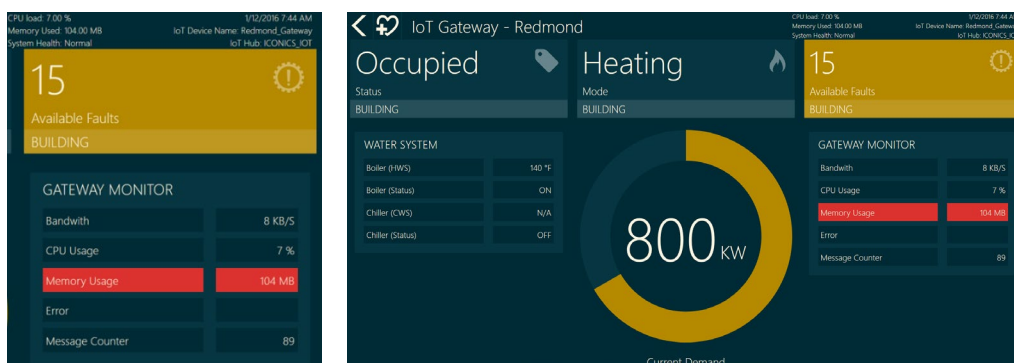 CPU load: 7.00 % 1/12/2016 7:44 AM
Memory Used: 104.00 MB IoT Device Name: Redmond_Gateway
System Health: Normal IoT Hub: ICONICS_IOT
15
Available Faults
BUILDING
GATEWAY MONITOR
Bandwith 8 KB/S
CPU Usage 7 %
Memory Usage 104 MB
Error
Message Counter 89
IoT Gateway - Redmond
CPU load: 7.00 % 1/12/2016 7:44 AM
Memory Used: 104.00 MB IoT Device Name: Redmond_Gatew
System Health: Normal IoT Hub: ICONICS_IO
Occupied
Status
BUILDING
Heating
Mode
BUILDING
15
Available Faults
BUILDING
WATER SYSTEM
Boiler (HWS) 140 °F
Boiler (Status) ON
Chiller (CWS) N/A
Chiller (Status) OFF
800 KW
Current Demand
GATEWAY MONITOR
Bandwith 8 KB/S
CPU Usage 7 %
Memory Usage 104 MB
Error
Message Counter 89